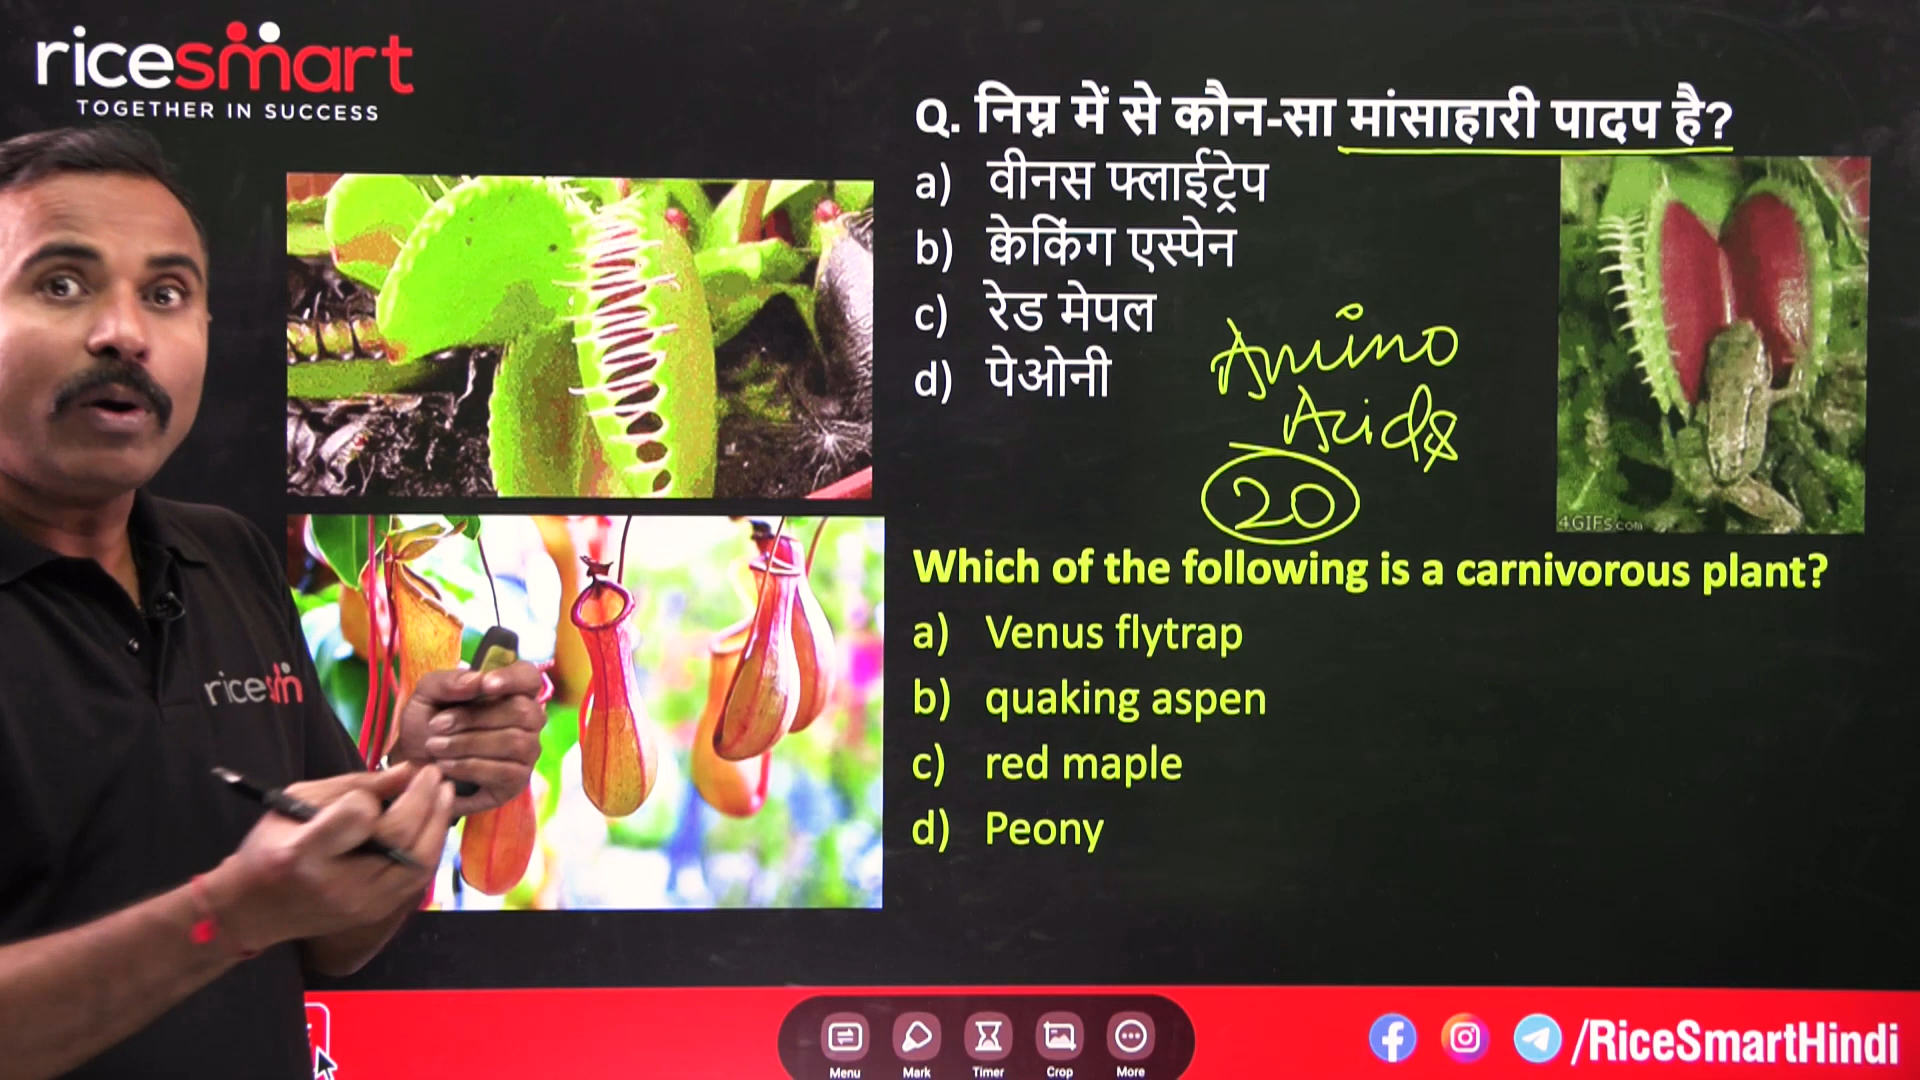 ricesmart
TOGETHER IN SUCCESS
Q. निम्न में से कौन-सा मांसाहारी पादप है?
a) वीनस फ्लाईट्रेप
b) क्वेकिंग एस्पेन
c) रेड मेपल
d) पेओनी
Amino
Acids
20
4GIFs.com
Which of the following is a carnivorous plant?
a) Venus flytrap
b) quaking aspen
c) red maple
d) Peony
ricesm
Menu Mark Timer Crop More
/RiceSmartHindi